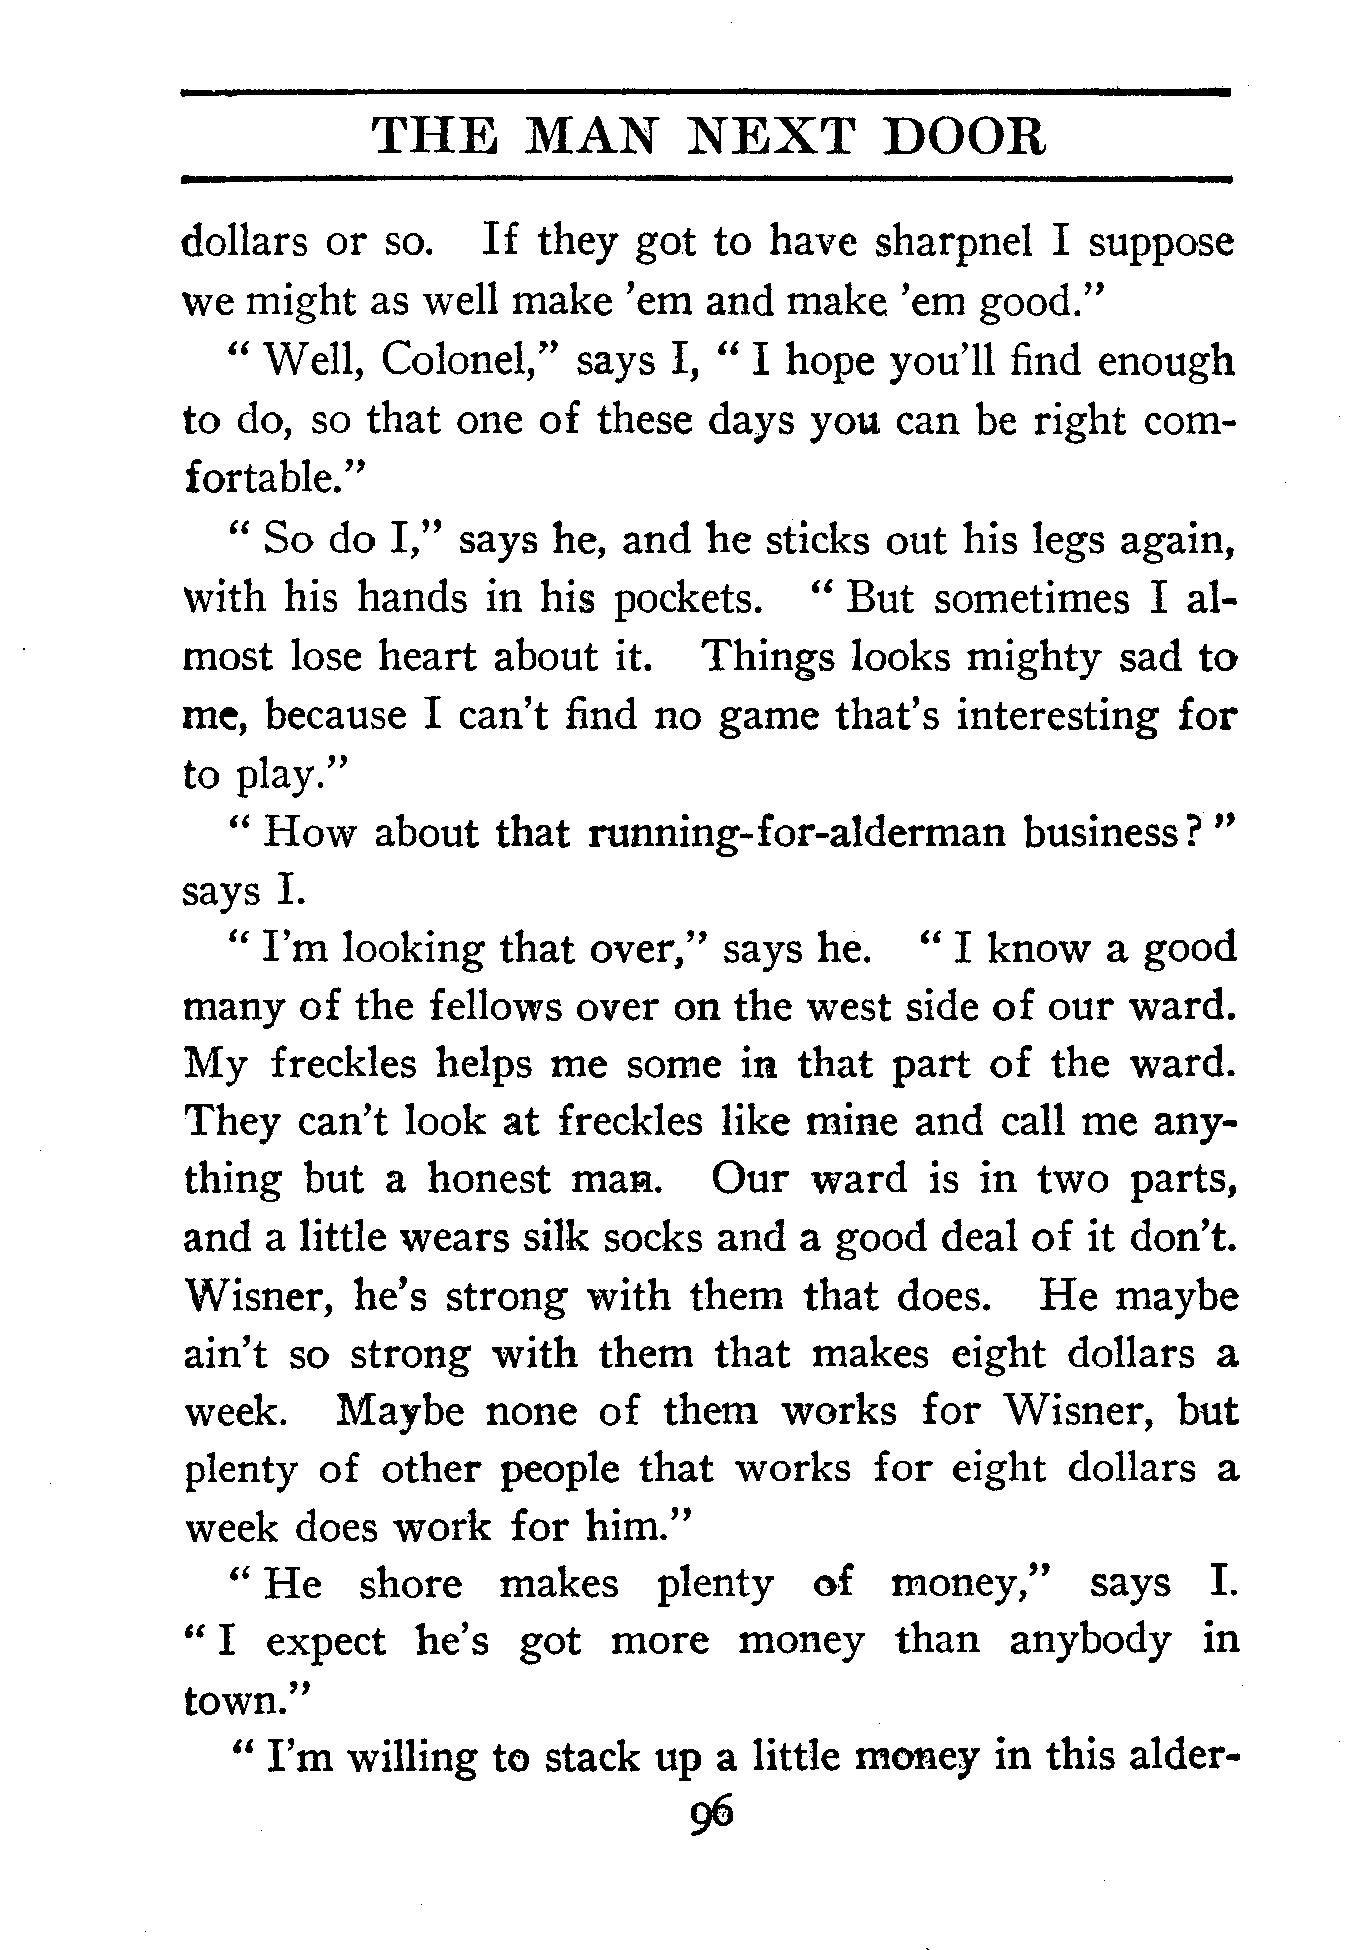 THE MAN NEXT DOOR
dollars or so. If they got to have sharpnel I suppose
we might as well make 'em and make 'em good."
" Well, Colonel," says I, " I hope you'll find enough
to do, so that one of these days you can be right com-
fortable."
" So do I," says he, and he sticks out his legs again,
with his hands in his pockets. " But sometimes I al-
most lose heart about it. Things looks mighty sad to
me, because I can't find no game that's interesting for
to play."
" How about that running-for-alderman business? "
says I.
" I'm looking that over," says he. " I know a good
many of the fellows over on the west side of our ward.
My freckles helps me some in that part of the ward.
They can't look at freckles like mine and call me any-
thing but a honest man. Our ward is in two parts,
and a little wears silk socks and a good deal of it don't.
Wisner, he's strong with them that does. He maybe
ain't so strong with them that makes eight dollars a
week. Maybe none of them works for Wisner, but
plenty of other people that works for eight dollars a
week does work for him."
" He shore makes plenty of money," says I.
" I expect he's got more money than anybody in
town."
" I'm willing to stack up a little money in this alder-
96